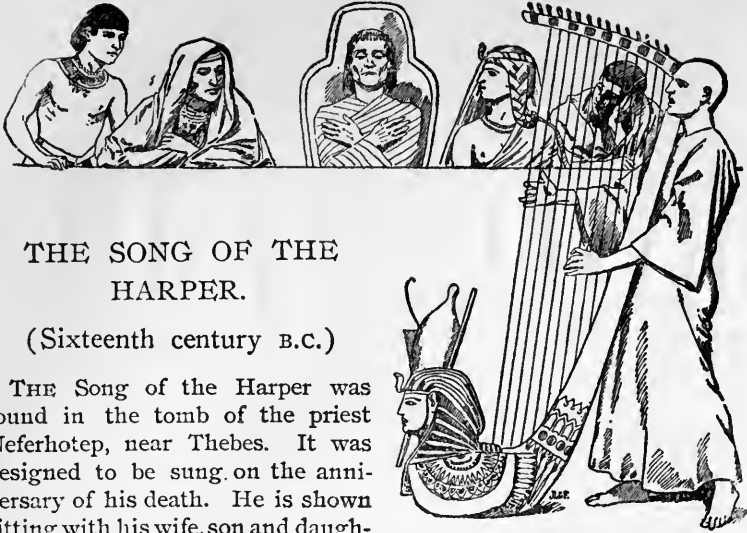 THE SONG OF THE
HARPER.
(Sixteenth century B.C.)
THE Song of the Harper was
ound in the tomb of the priest
Neferhotep, near Thebes. It was
esigned to be sung. on the anni-
ersary of his death. He is shown
itting with his wife, son and daugh-